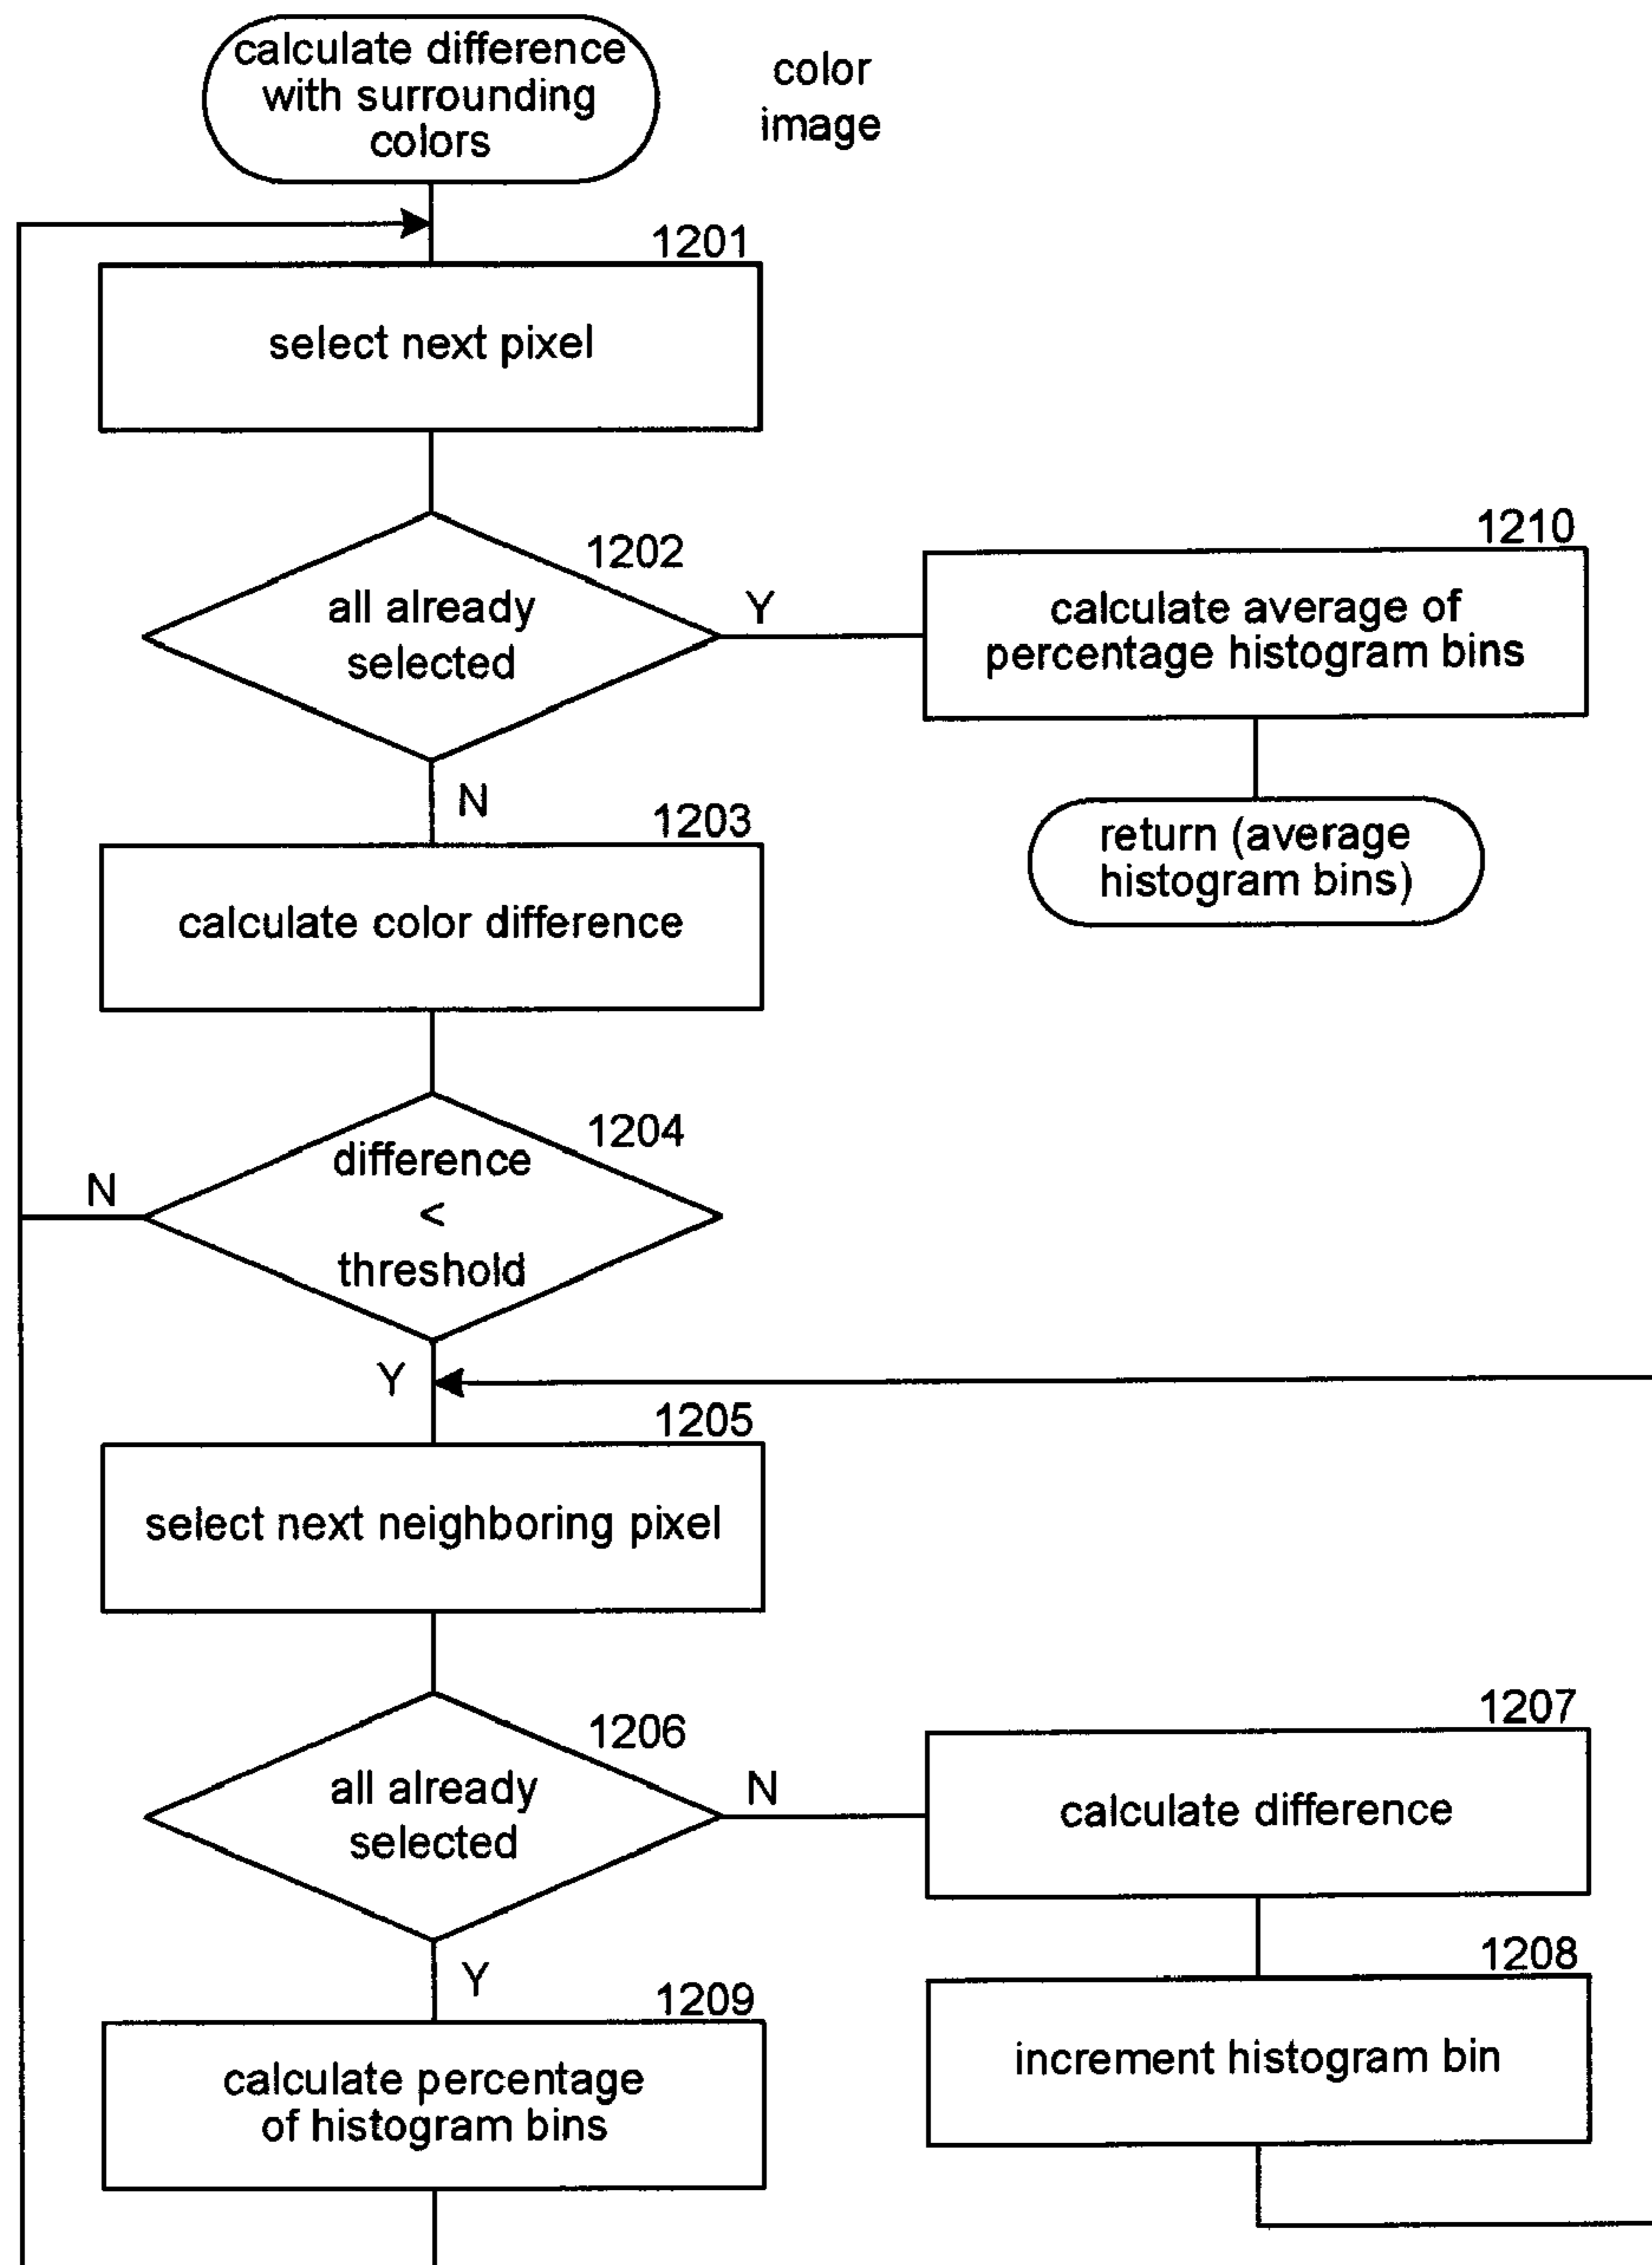 calculate difference
with surrounding
colors
color
image
1201
select next pixel
1202
all already
selected
Y
N
1210
calculate average of
percentage histogram bins
return (average
histogram bins)
1203
calculate color difference
1204
difference
<
threshold
N
Y
1205
select next neighboring pixel
1206
all already
selected
N
Y
1207
calculate difference
1208
increment histogram bin
1209
calculate percentage
of histogram bins